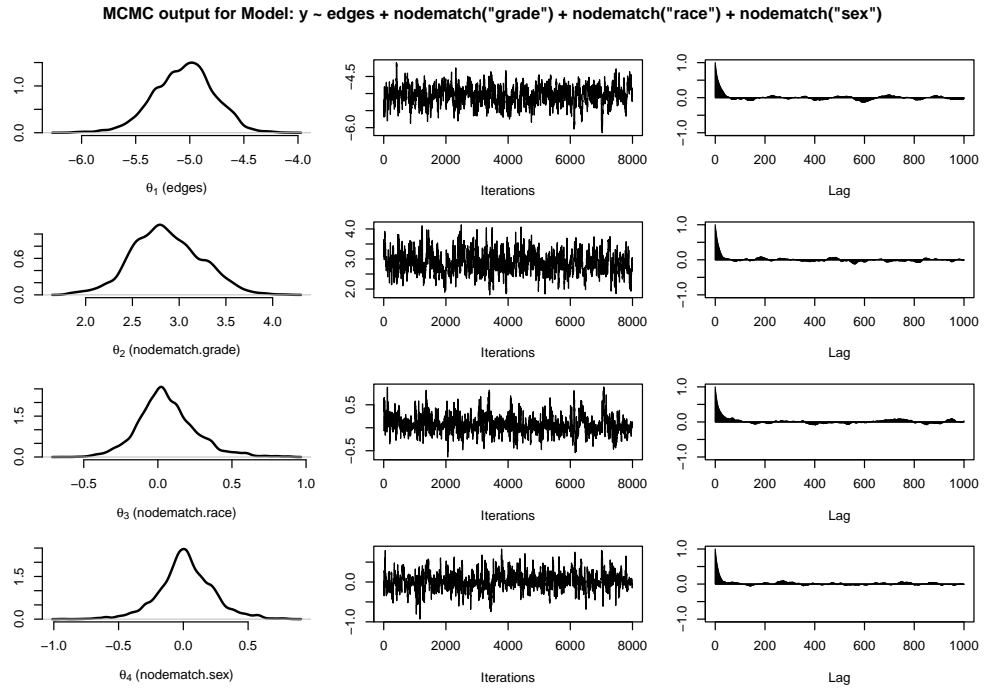 MCMC output for Model: y ~ edges + nodematch("grade") + nodematch("race") + nodematch("sex")
0.0 1.0
−6.0 −5.5 −5.0 −4.5 −4.0
θ1 (edges)
−6.0 −4.5
0 2000 4000 6000 8000
Iterations
−1.0 0.0 1.0
0 200 400 600 800 1000
Lag
0.0 0.6
2.0 2.5 3.0 3.5 4.0
θ2 (nodematch.grade)
2.0 3.0 4.0
0 2000 4000 6000 8000
Iterations
−1.0 0.0 1.0
0 200 400 600 800 1000
Lag
0.0 1.5
−0.5 0.0 0.5 1.0
θ3 (nodematch.race)
−0.5 0.5
0 2000 4000 6000 8000
Iterations
−1.0 0.0 1.0
0 200 400 600 800 1000
Lag
0.0 1.5
−1.0 −0.5 0.0 0.5
θ4 (nodematch.sex)
−1.0 0.0
0 2000 4000 6000 8000
Iterations
−1.0 0.0 1.0
0 200 400 600 800 1000
Lag